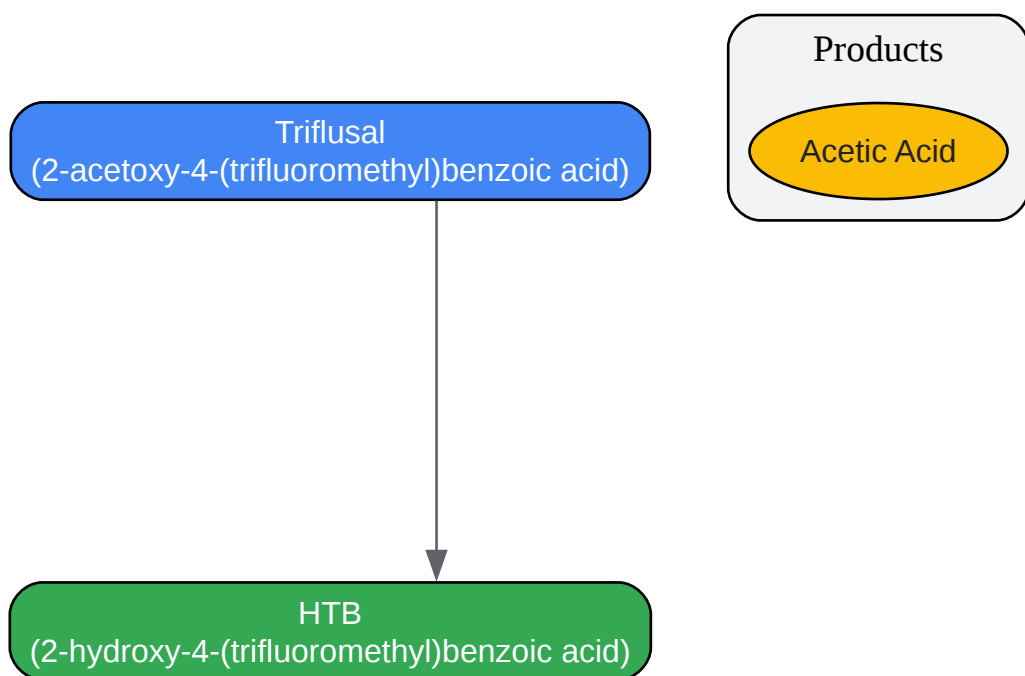 Products
Acetic Acid
Triflusal
(2-acetoxy-4-(trifluoromethyl)benzoic acid)
HTB
(2-hydroxy-4-(trifluoromethyl)benzoic acid)